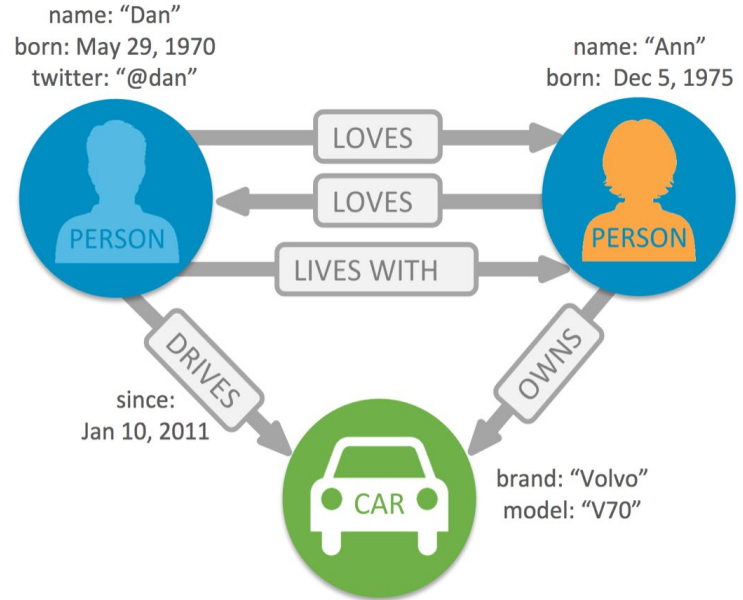 name: “Dan”
born: May 29, 1970
twitter: “@dan”
name: “Ann”
born:  Dec 5, 1975
LOVES
LOVES
PERSON
PERSON
LIVES WITH
DRIVES
OWNS
since:
Jan 10, 2011
CAR
brand: “Volvo”
model: “V70”